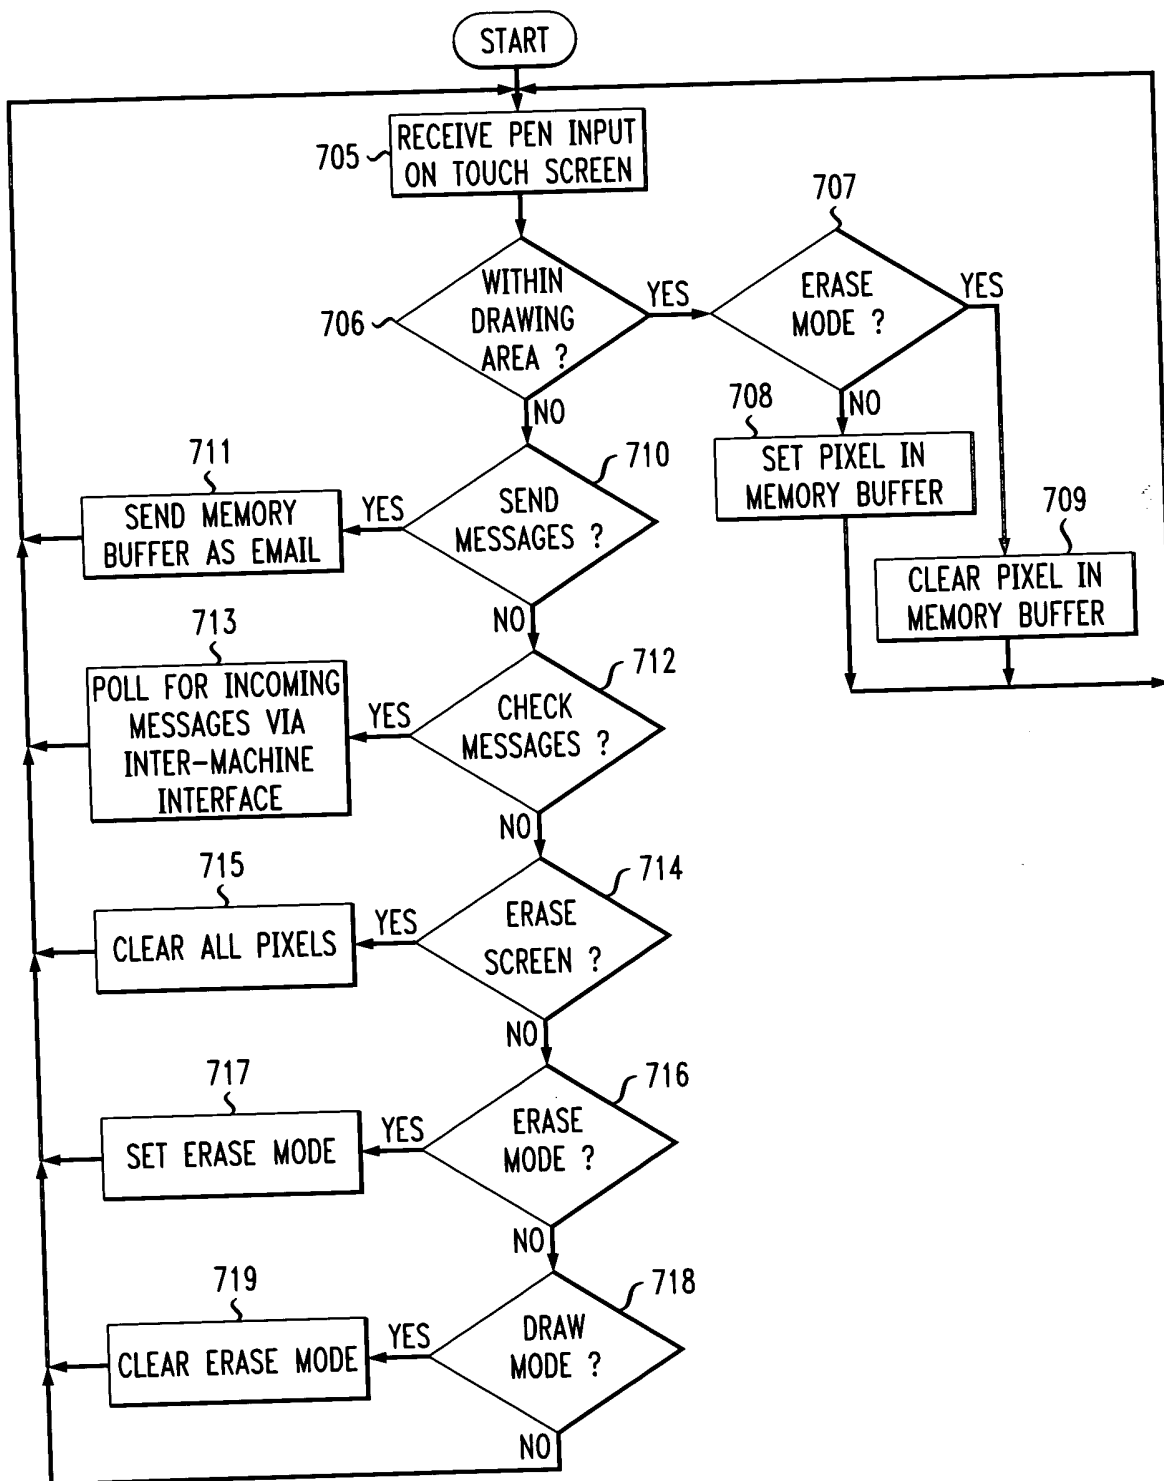 START
RECEIVE PEN INPUT
ON TOUCH SCREEN
705
WITHIN
DRAWING
AREA ?
706
YES
NO
707
ERASE
MODE ?
YES
NO
708
SET PIXEL IN
MEMORY BUFFER
709
CLEAR PIXEL IN
MEMORY BUFFER
710
SEND
MESSAGES ?
YES
NO
711
SEND MEMORY
BUFFER AS EMAIL
712
CHECK
MESSAGES ?
YES
NO
713
POLL FOR INCOMING
MESSAGES VIA
INTER-MACHINE
INTERFACE
714
ERASE
SCREEN ?
YES
NO
715
CLEAR ALL PIXELS
716
ERASE
MODE ?
YES
NO
717
SET ERASE MODE
718
DRAW
MODE ?
YES
NO
719
CLEAR ERASE MODE